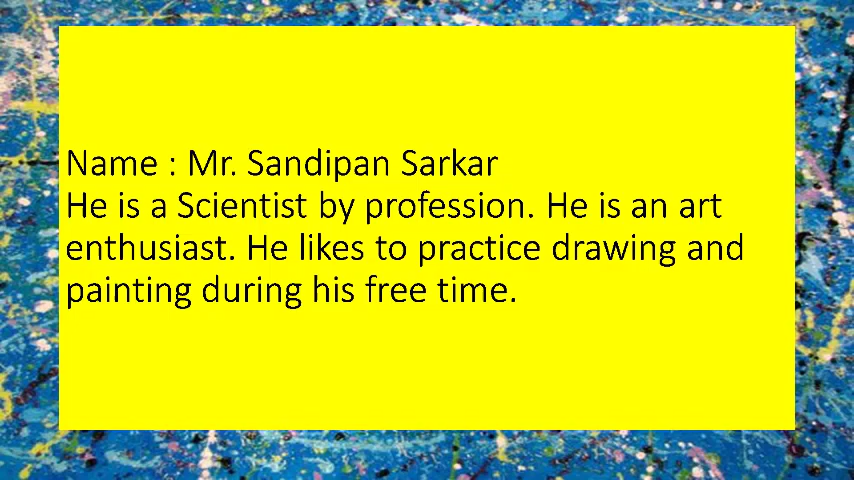 Name : Mr. Sandipan Sarkar
He is a Scientist by profession. He is an art
enthusiast. He likes to practice drawing and
painting during his free time.